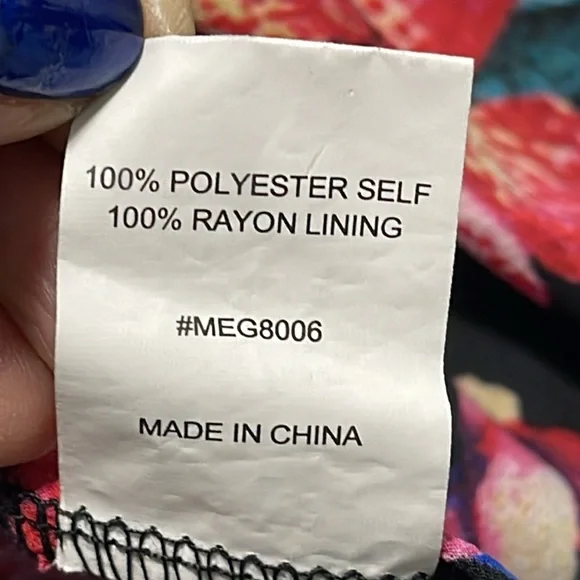 100% POLYESTER SELF
100% RAYON LINING
#MEG8006
MADE IN CHINA